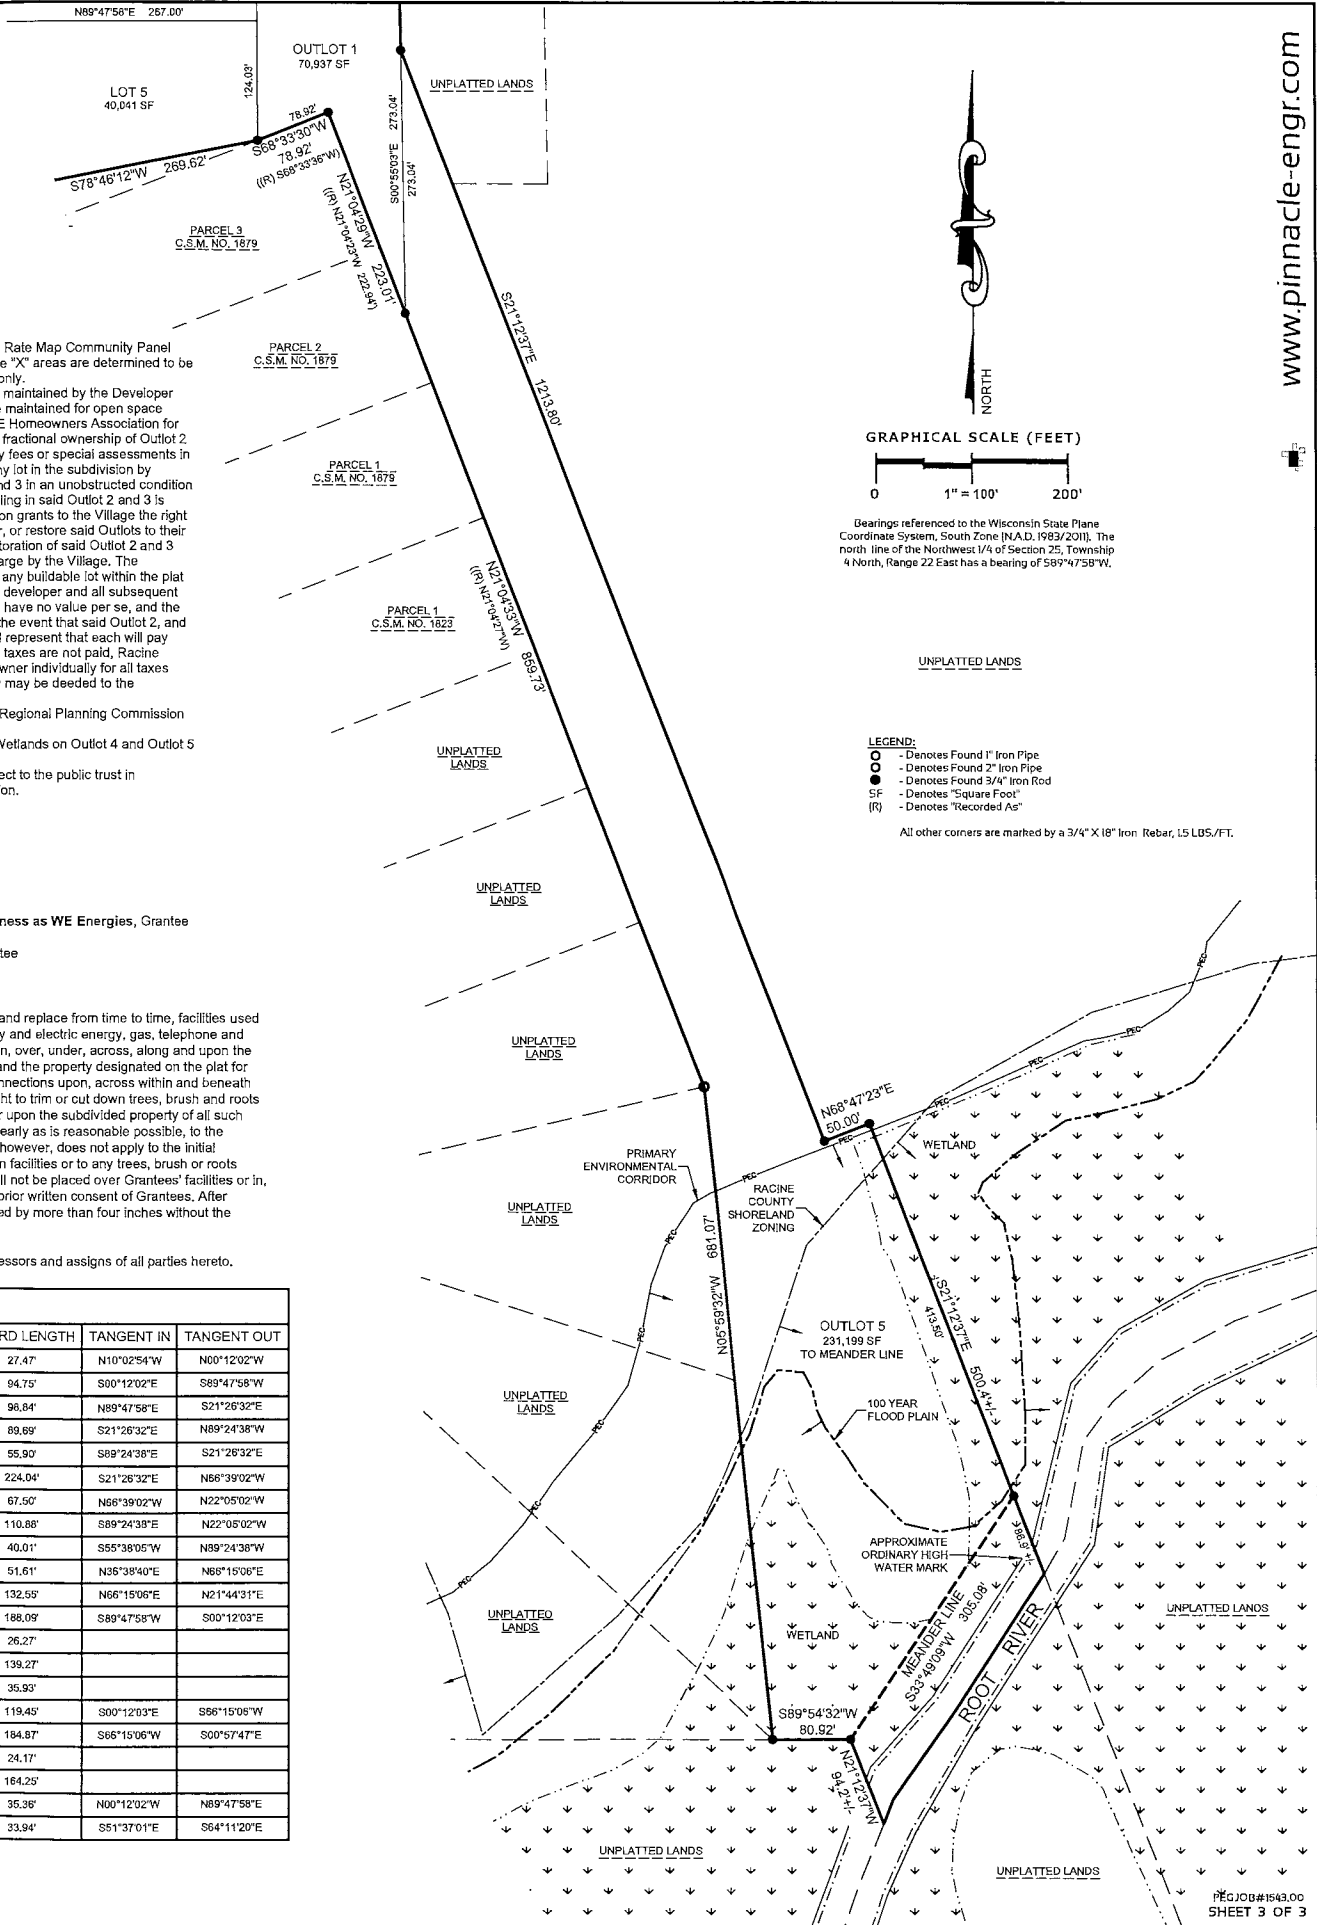 N89°47'58"E 267.00'
OUTLOT 1
70,937 SF
UNPLATTED LANDS
LOT 5
40,041 SF
124.03'
78.92'
S68°33'30"W
78.92'
((R) S68°33'36"W)
S78°46'12"W 269.62'
S00°55'03"E 273.04'
273.04'
N21°04'29"W 223.01'
((R) N21°04'23"W 222.94')
PARCEL 3
C.S.M. NO. 1879
PARCEL 2
C.S.M. NO. 1879
PARCEL 1
C.S.M. NO. 1879
PARCEL 1
C.S.M. NO. 1823
S21°12'37"E 1213.80'
N21°04'33"W 859.73'
((R) N21°04'27"W)
www.pinnacle-engr.com
NORTH
GRAPHICAL SCALE (FEET)
0 1" = 100' 200'
Bearings referenced to the Wisconsin State Plane
Coordinate System, South Zone (N.A.D. 1983/2011). The
north line of the Northwest 1/4 of Section 25, Township
4 North, Range 22 East has a bearing of S89°47'58"W.
UNPLATTED LANDS
LEGEND:
- Denotes Found 1" Iron Pipe
- Denotes Found 2" Iron Pipe
- Denotes Found 3/4" Iron Rod
SF - Denotes "Square Foot"
(R) - Denotes "Recorded As"
All other corners are marked by a 3/4" X 18" Iron Rebar, 1.5 LBS./FT.
Rate Map Community Panel
e "X" areas are determined to be
only.
maintained by the Developer
e maintained for open space
E Homeowners Association for
fractional ownership of Outlot 2
y fees or special assessments in
ny lot in the subdivision by
nd 3 in an unobstructed condition
ling in said Outlot 2 and 3 is
on grants to the Village the right
r, or restore said Outlots to their
toration of said Outlot 2 and 3
arge by the Village. The
any buildable lot within the plat
developer and all subsequent
have no value per se, and the
the event that said Outlot 2, and
l represent that each will pay
taxes are not paid, Racine
wner individually for all taxes
may be deeded to the
Regional Planning Commission
Wetlands on Outlot 4 and Outlot 5
ect to the public trust in
on.
ness as WE Energies, Grantee
tee
and replace from time to time, facilities used
y and electric energy, gas, telephone and
n, over, under, across, along and upon the
and the property designated on the plat for
nnections upon, across within and beneath
ht to trim or cut down trees, brush and roots
r upon the subdivided property of all such
early as is reasonable possible, to the
however, does not apply to the initial
n facilities or to any trees, brush or roots
ll not be placed over Grantees' facilities or in,
prior written consent of Grantees. After
ed by more than four inches without the
essors and assigns of all parties hereto.
UNPLATTED
LANDS
UNPLATTED
LANDS
UNPLATTED
LANDS
UNPLATTED
LANDS
UNPLATTED
LANDS
UNPLATTED
LANDS
N68°47'23"E
50.00'
PEC
PEC
PEC
PEC
PEC
PEC
PEC
PEC
PEC
PEC
PEC
WETLAND
PRIMARY
ENVIRONMENTAL
CORRIDOR
RACINE
COUNTY
SHORELAND
ZONING
N05°59'32"W 681.07'
S21°12'37"E 500.4'+/-
413.50'
OUTLOT 5
231,199 SF
TO MEANDER LINE
100 YEAR
FLOOD PLAIN
APPROXIMATE
ORDINARY HIGH
WATER MARK
86.9'+/-
MEANDER LINE
S33°49'09"W 305.08'
WETLAND
S89°54'32"W
80.92'
N21°12'37"W
94.2'+/-
ROOT RIVER
UNPLATTED LANDS
UNPLATTED LANDS
UNPLATTED LANDS
RD LENGTH TANGENT IN TANGENT OUT
27.47' N10°02'54"W N00°12'02"W
94.75' S00°12'02"E S89°47'58"W
96.84' N89°47'58"E S21°26'32"E
89.69' S21°26'32"E N89°24'38"W
55.90' S89°24'38"E S21°26'32"E
224.04' S21°26'32"E N66°39'02"W
67.50' N66°39'02"W N22°05'02"W
110.88' S89°24'38"E N22°05'02"W
40.01' S55°38'05"W N89°24'38"W
51.61' N36°38'40"E N66°15'06"E
132.55' N66°15'06"E N21°44'31"E
188.09' S89°47'58"W S00°12'03"E
26.27'
139.27'
35.93'
119.45' S00°12'03"E S66°15'06"W
184.87' S66°15'06"W S00°57'47"E
24.17'
164.25'
35.36' N00°12'02"W N89°47'58"E
33.94' S51°37'01"E S64°11'20"E
PEGJOB#1543.00
SHEET 3 OF 3